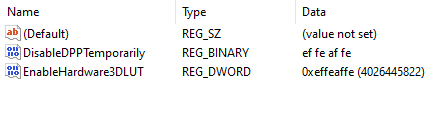 Name Type Data
(Default) REG_SZ (value not set)
DisableDPPTemporarily REG_BINARY ef fe af fe
EnableHardware3DLUT REG_DWORD 0xeffeaffe (4026445822)